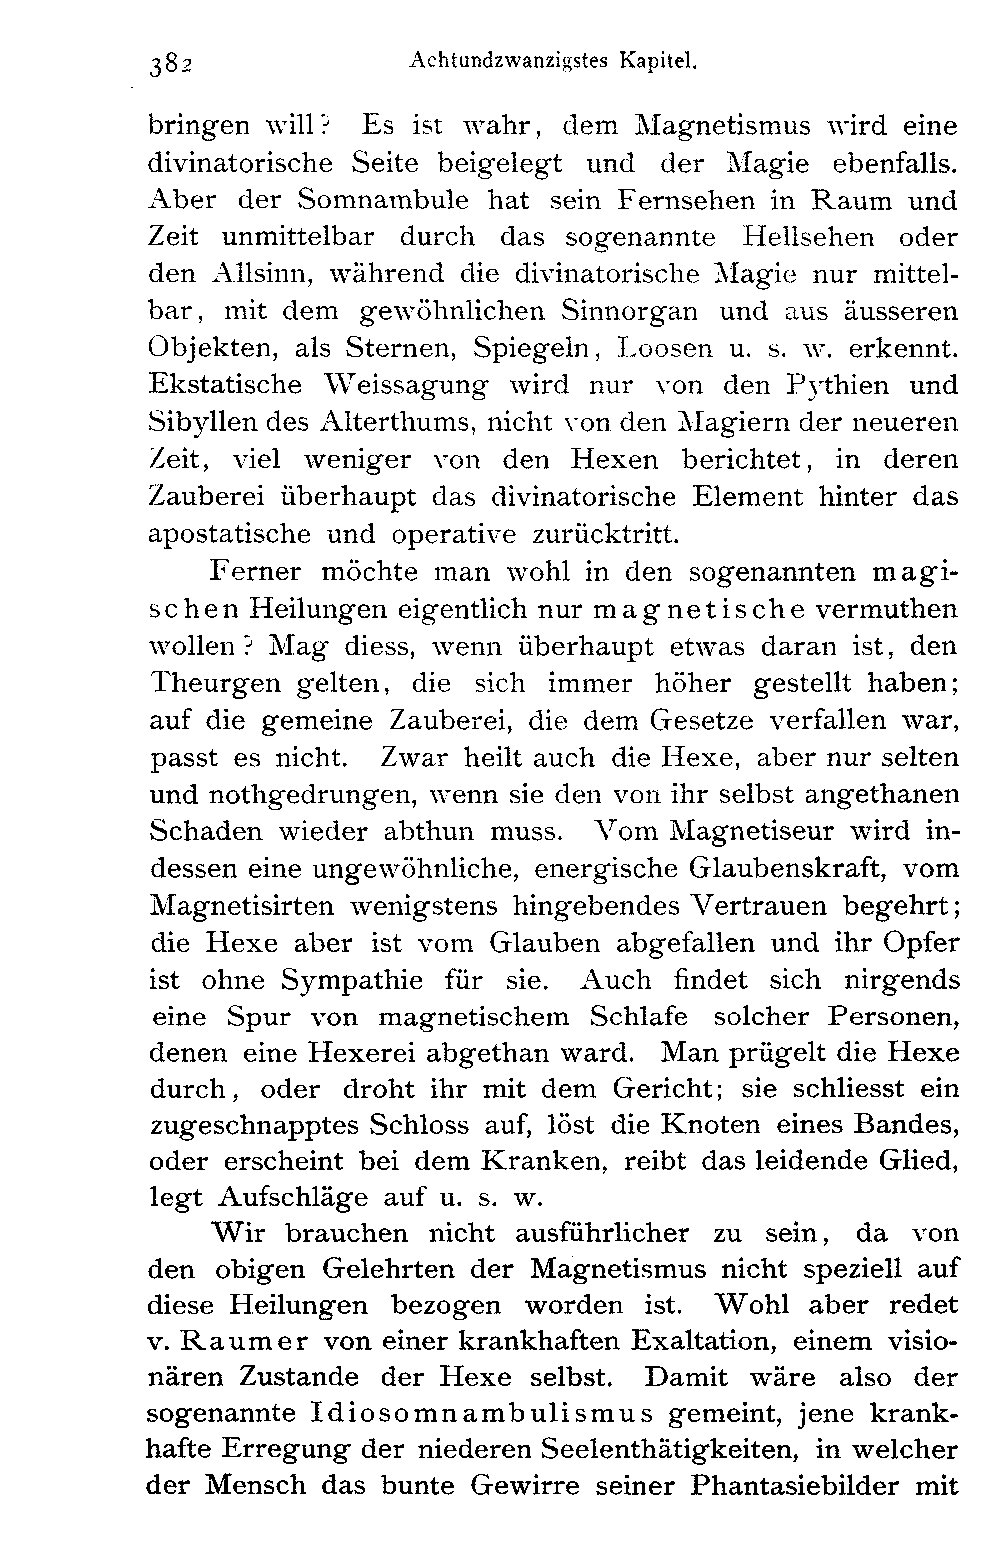 382 Achtundzwanzigstes Kapitel.
bringen will? Es ist wahr, dem Magnetismus wird eine
divinatorische Seite beigelegt und der Magie ebenfalls.
Aber der Somnambule hat sein Fernsehen in Raum und
Zeit unmittelbar durch das sogenannte Hellsehen oder
den Allsinn, während die divinatorische Magie nur mittel-
bar, mit dem gewöhnlichen Sinnorgan und aus äusseren
Objekten, als Sternen, Spiegeln, Loosen u. s. w. erkennt.
Ekstatische Weissagung wird nur von den Pythien und
Sibyllen des Alterthums, nicht von den Magiern der neueren
Zeit, viel weniger von den Hexen berichtet, in deren
Zauberei überhaupt das divinatorische Element hinter das
apostatische und operative zurücktritt.
Ferner möchte man wohl in den sogenannten magi-
schen Heilungen eigentlich nur magnetische vermuthen
wollen? Mag diess, wenn überhaupt etwas daran ist, den
Theurgen gelten, die sich immer höher gestellt haben;
auf die gemeine Zauberei, die dem Gesetze verfallen war,
passt es nicht. Zwar heilt auch die Hexe, aber nur selten
und nothgedrungen, wenn sie den von ihr selbst angethanen
Schaden wieder abthun muss. Vom Magnetiseur wird in-
dessen eine ungewöhnliche, energische Glaubenskraft, vom
Magnetisirten wenigstens hingebendes Vertrauen begehrt;
die Hexe aber ist vom Glauben abgefallen und ihr Opfer
ist ohne Sympathie für sie. Auch findet sich nirgends
eine Spur von magnetischem Schlafe solcher Personen,
denen eine Hexerei abgethan ward. Man prügelt die Hexe
durch, oder droht ihr mit dem Gericht; sie schliesst ein
zugeschnapptes Schloss auf, löst die Knoten eines Bandes,
oder erscheint bei dem Kranken, reibt das leidende Glied,
legt Aufschläge auf u. s. w.
Wir brauchen nicht ausführlicher zu sein, da von
den obigen Gelehrten der Magnetismus nicht speziell auf
diese Heilungen bezogen worden ist. Wohl aber redet
v. Raumer von einer krankhaften Exaltation, einem visio-
nären Zustande der Hexe selbst. Damit wäre also der
sogenannte Idiosomnambulismus gemeint, jene krank-
hafte Erregung der niederen Seelenthätigkeiten, in welcher
der Mensch das bunte Gewirre seiner Phantasiebilder mit